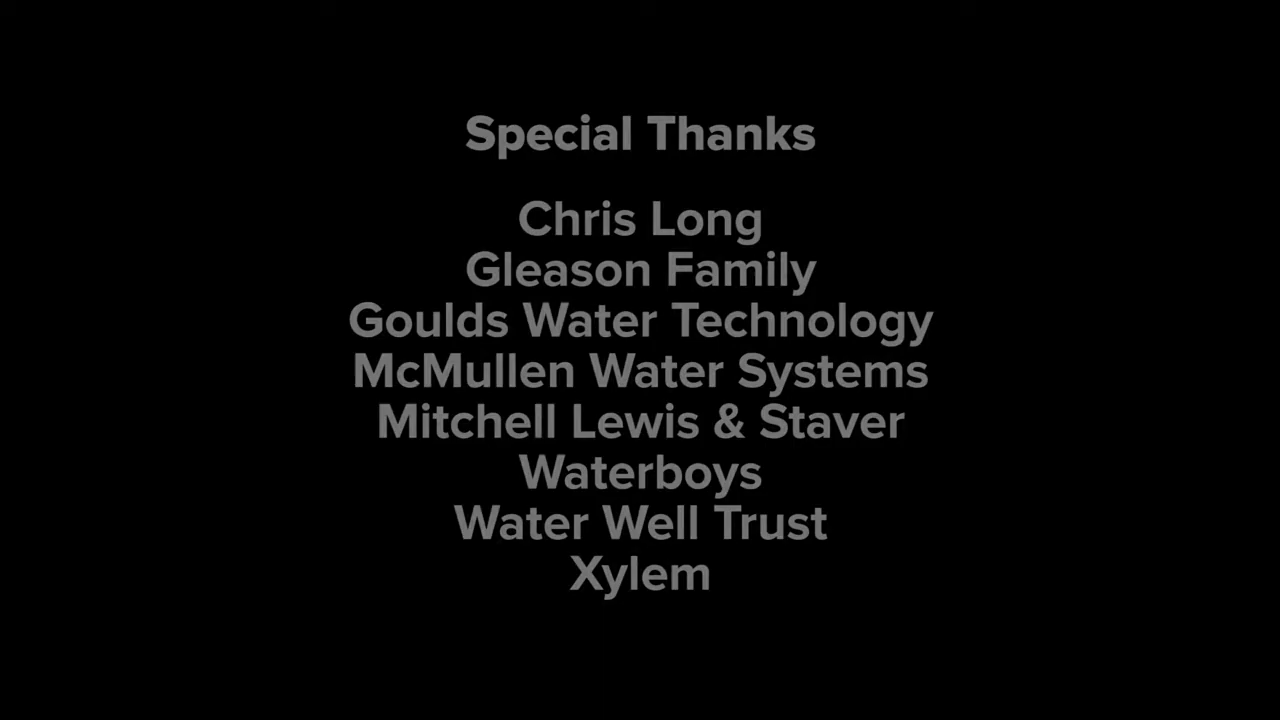 Special Thanks
Chris Long
Gleason Family
Goulds Water Technology
McMullen Water Systems
Mitchell Lewis & Staver
Waterboys
Water Well Trust
Xylem